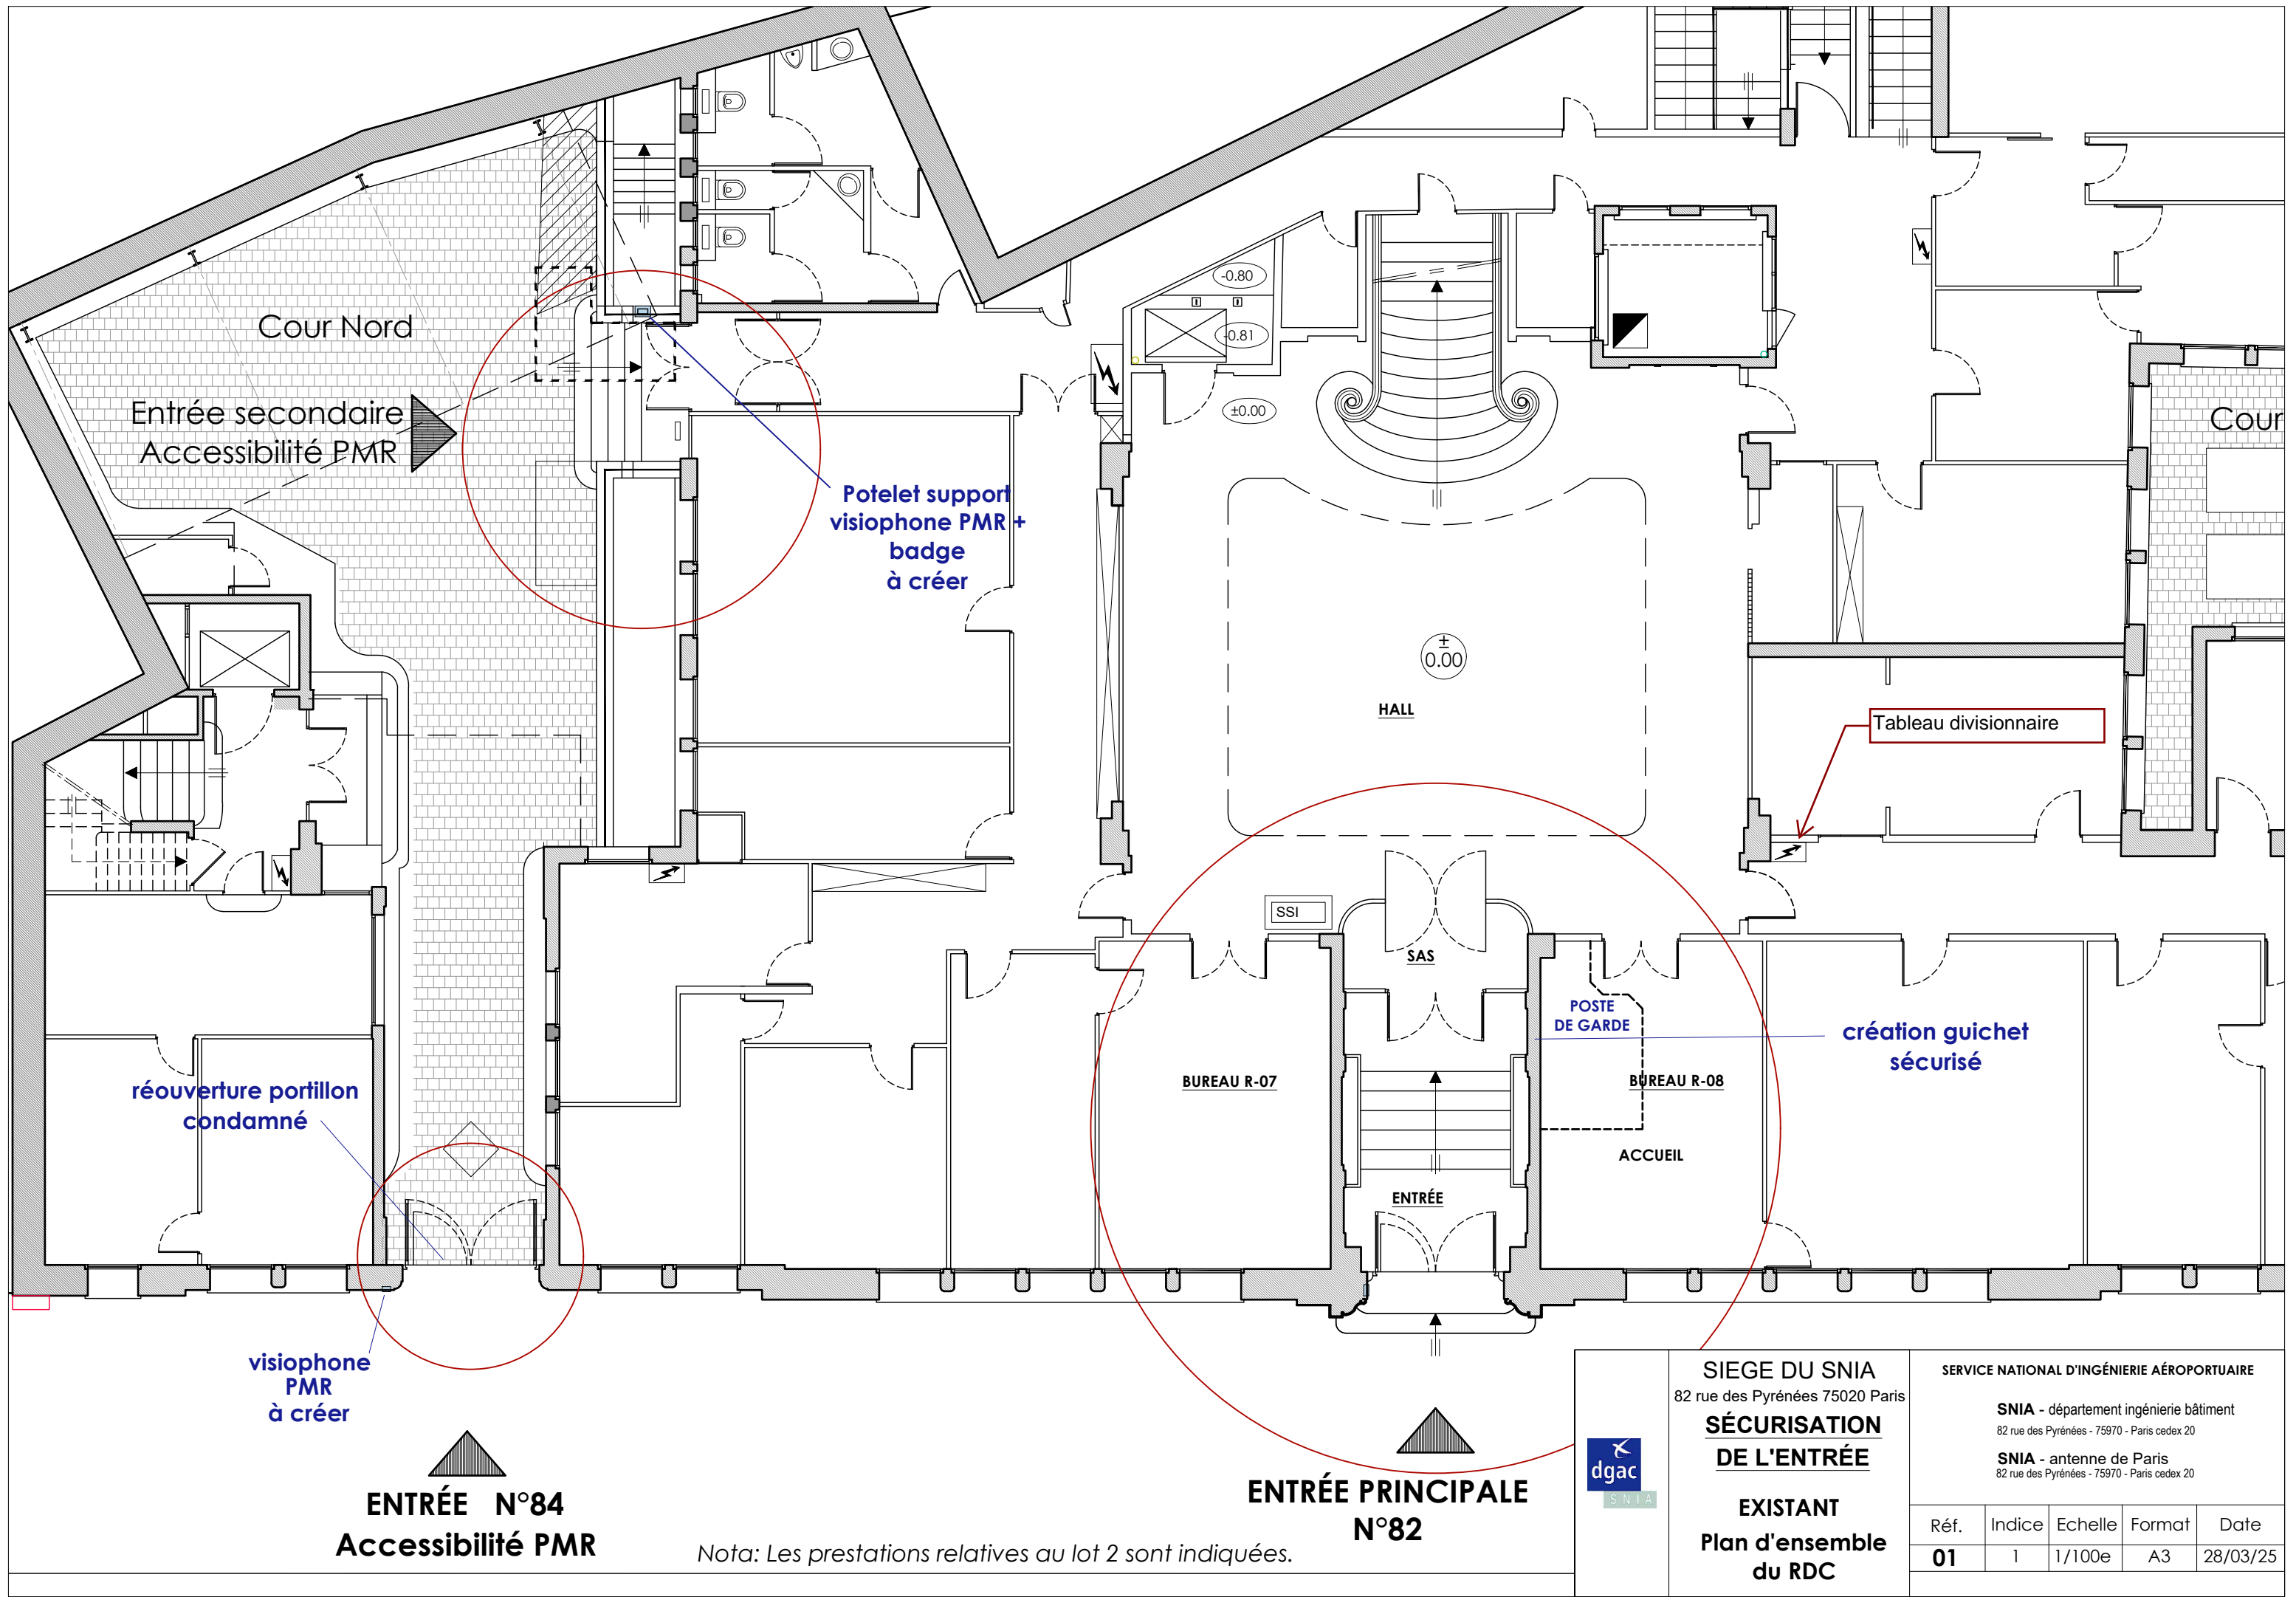 Cour Nord
Entrée secondaire
Accessibilité PMR
-0.80
-0.81
±0.00
Cour
Potelet support
visiophone PMR +
badge
à créer
±
0.00
HALL
Tableau divisionnaire
SSI
SAS
POSTE
DE GARDE
création guichet
sécurisé
BUREAU R-07
BUREAU R-08
réouverture portillon
condamné
ACCUEIL
ENTRÉE
visiophone
PMR
à créer
ENTRÉE N°84
Accessibilité PMR
ENTRÉE PRINCIPALE
N°82
Nota: Les prestations relatives au lot 2 sont indiquées.
dgac
SNIA
SIEGE DU SNIA
82 rue des Pyrénées 75020 Paris
SÉCURISATION
DE L'ENTRÉE
EXISTANT
Plan d'ensemble
du RDC
SERVICE NATIONAL D'INGÉNIERIE AÉROPORTUAIRE
SNIA - département ingénierie bâtiment
82 rue des Pyrénées - 75970 - Paris cedex 20
SNIA - antenne de Paris
82 rue des Pyrénées - 75970 - Paris cedex 20
Réf. Indice Echelle Format Date
01 1 1/100e A3 28/03/25